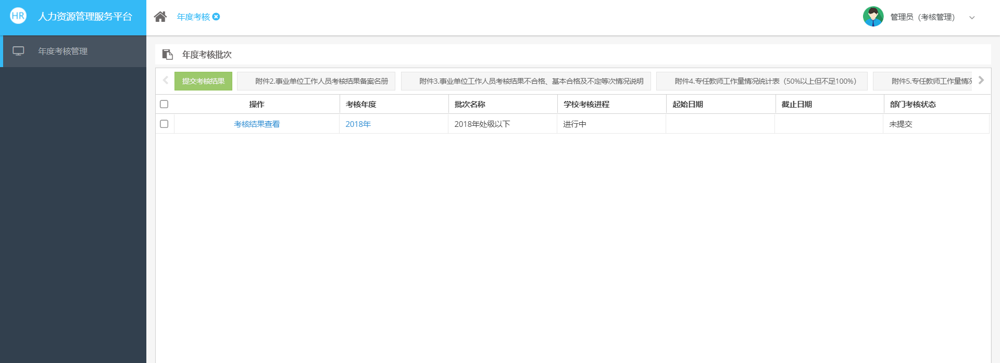 HR 人力资源管理服务平台
年度考核
管理员（考核管理）
年度考核管理
年度考核批次
提交考核结果 附件2.事业单位工作人员考核结果备案名册 附件3.事业单位工作人员考核结果不合格、基本合格及不定等次情况说明 附件4.专任教师工作量情况统计表（50%以上但不足100%） 附件5.专任教师工作量情况
操作 考核年度 批次名称 学校考核进程 起始日期 截止日期 部门考核状态
考核结果查看 2018年 2018年处级以下 进行中 未提交